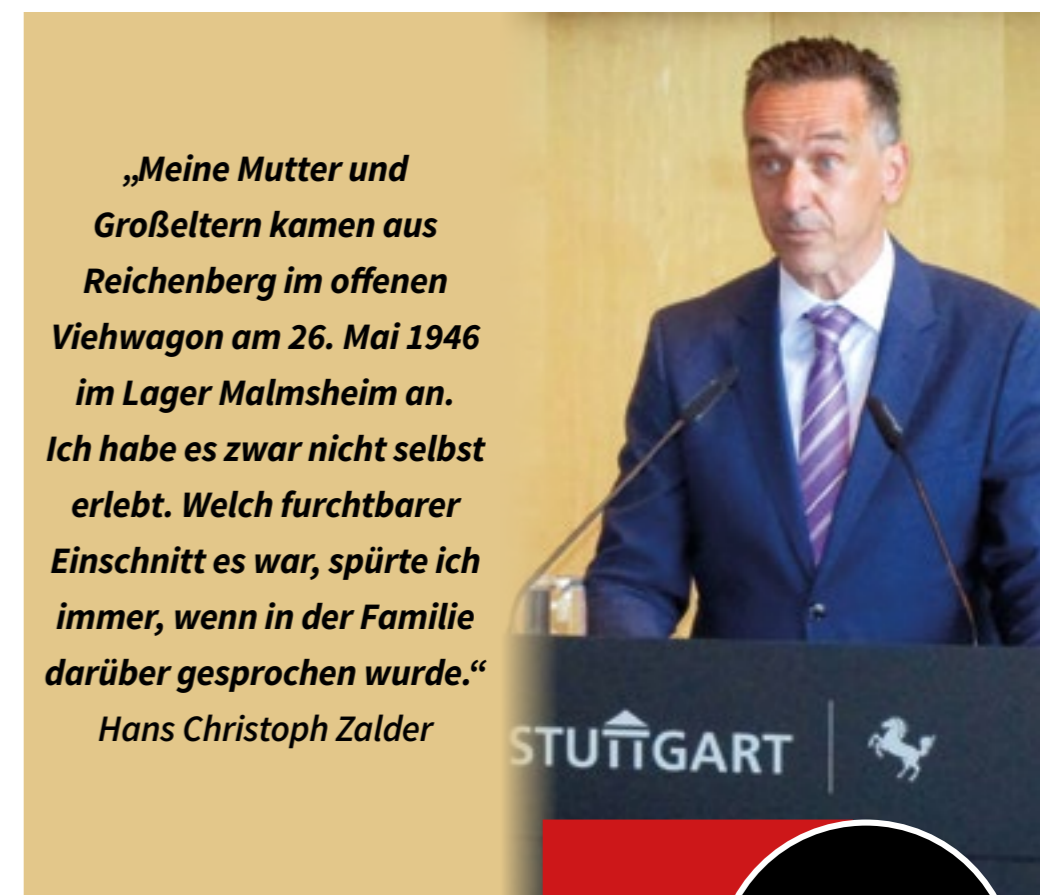 „Meine Mutter und
Großeltern kamen aus
Reichenberg im offenen
Viehwagon am 26. Mai 1946
im Lager Malmsheim an.
Ich habe es zwar nicht selbst
erlebt. Welch furchtbarer
Einschnitt es war, spürte ich
immer, wenn in der Familie
darüber gesprochen wurde.“
Hans Christoph Zalder
STUTTGART